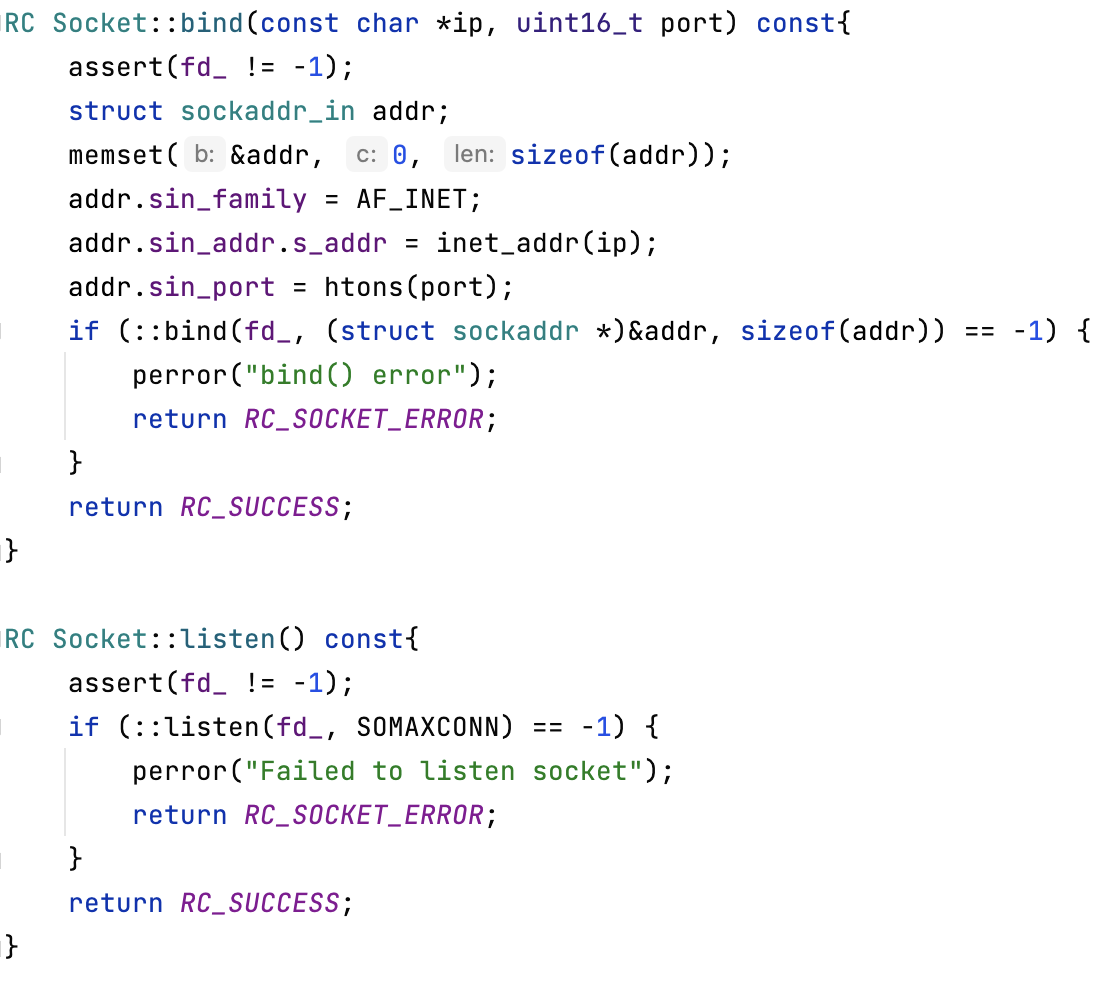 RC Socket::bind(const char *ip, uint16_t port) const{
    assert(fd_ != -1);
    struct sockaddr_in addr;
    memset( b: &addr, c: 0, len: sizeof(addr));
    addr.sin_family = AF_INET;
    addr.sin_addr.s_addr = inet_addr(ip);
    addr.sin_port = htons(port);
    if (::bind(fd_, (struct sockaddr *)&addr, sizeof(addr)) == -1) {
        perror("bind() error");
        return RC_SOCKET_ERROR;
    }
    return RC_SUCCESS;
}
RC Socket::listen() const{
    assert(fd_ != -1);
    if (::listen(fd_, SOMAXCONN) == -1) {
        perror("Failed to listen socket");
        return RC_SOCKET_ERROR;
    }
    return RC_SUCCESS;
}